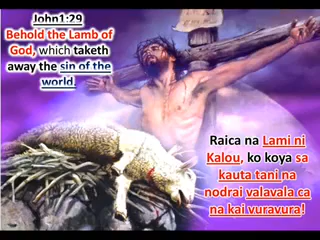 John1:29
Behold the Lamb of
God, which taketh
away the sin of the
world.
Raica na Lami ni
Kalou, ko koya sa
kauta tani na
nodrai valavala ca
na kai vuravura!